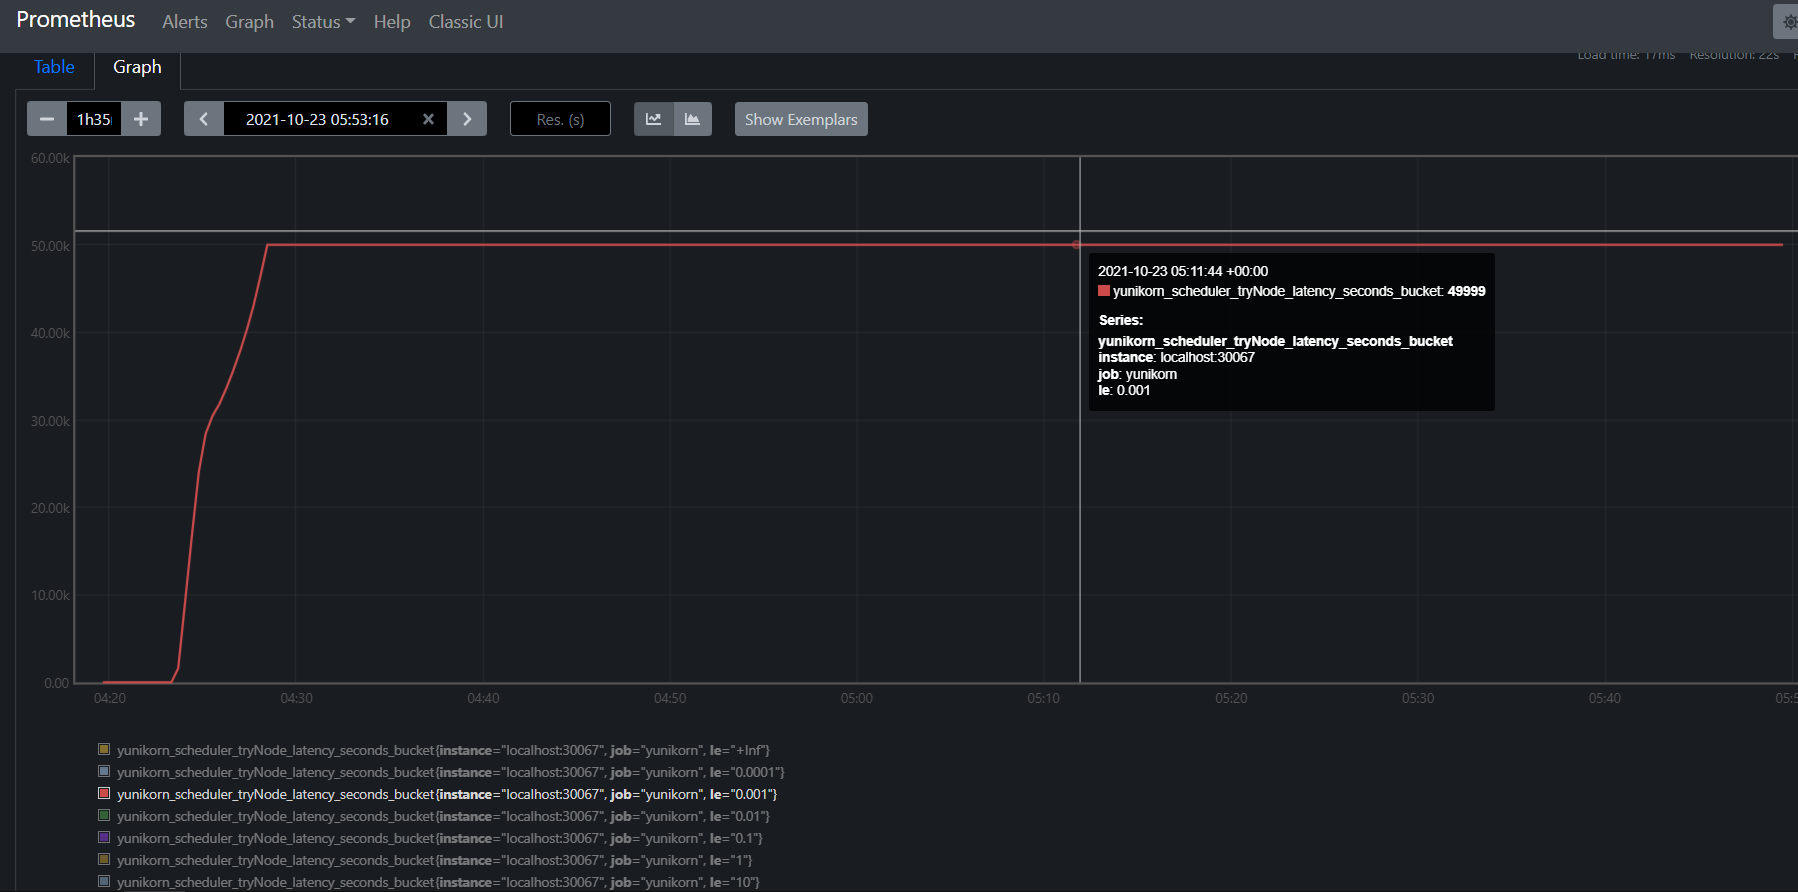 Prometheus Alerts Graph Status Help Classic UI
Load time: 17ms Resolution: 22s
Table Graph
1h35 2021-10-23 05:53:16 Res. (s) Show Exemplars
60.00k
50.00k
2021-10-23 05:11:44 +00:00
yunikorn_scheduler_tryNode_latency_seconds_bucket: 49999
Series:
yunikorn_scheduler_tryNode_latency_seconds_bucket
instance: localhost:30067
job: yunikorn
le: 0.001
40.00k
30.00k
20.00k
10.00k
0.00
04:20 04:30 04:40 04:50 05:00 05:10 05:20 05:30 05:40
yunikorn_scheduler_tryNode_latency_seconds_bucket{instance="localhost:30067", job="yunikorn", le="+Inf"}
yunikorn_scheduler_tryNode_latency_seconds_bucket{instance="localhost:30067", job="yunikorn", le="0.0001"}
yunikorn_scheduler_tryNode_latency_seconds_bucket{instance="localhost:30067", job="yunikorn", le="0.001"}
yunikorn_scheduler_tryNode_latency_seconds_bucket{instance="localhost:30067", job="yunikorn", le="0.01"}
yunikorn_scheduler_tryNode_latency_seconds_bucket{instance="localhost:30067", job="yunikorn", le="0.1"}
yunikorn_scheduler_tryNode_latency_seconds_bucket{instance="localhost:30067", job="yunikorn", le="1"}
yunikorn_scheduler_tryNode_latency_seconds_bucket{instance="localhost:30067", job="yunikorn", le="10"}